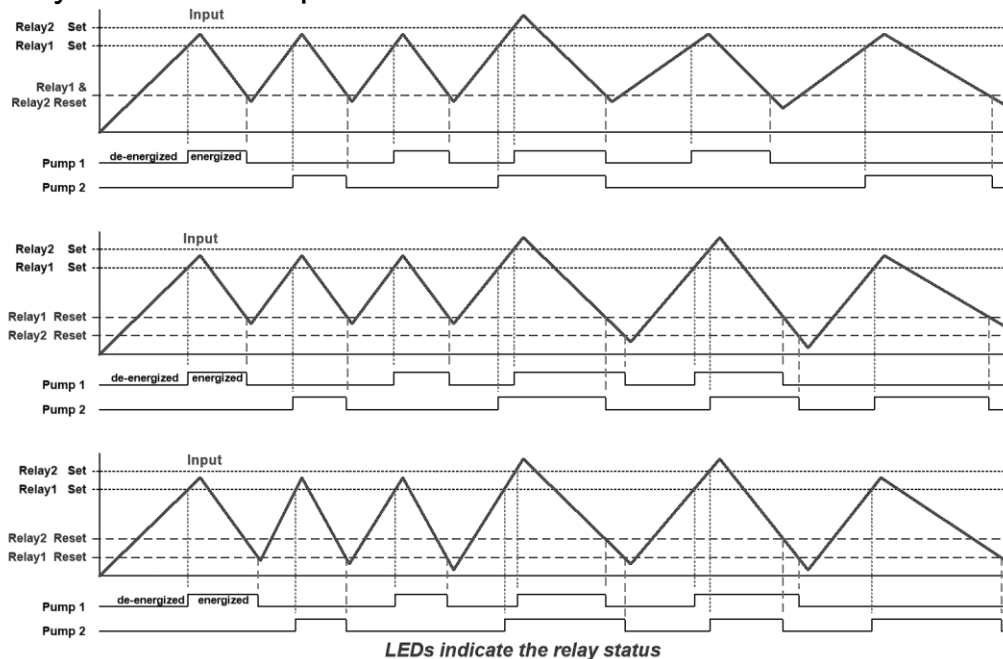 Input
Relay2 Set
Relay1 Set
Relay1 &
Relay2 Reset
de-energized energized
Pump 1
Pump 2
Input
Relay2 Set
Relay1 Set
Relay1 Reset
Relay2 Reset
de-energized energized
Pump 1
Pump 2
Input
Relay2 Set
Relay1 Set
Relay2 Reset
Relay1 Reset
de-energized energized
Pump 1
Pump 2
LEDs indicate the relay status